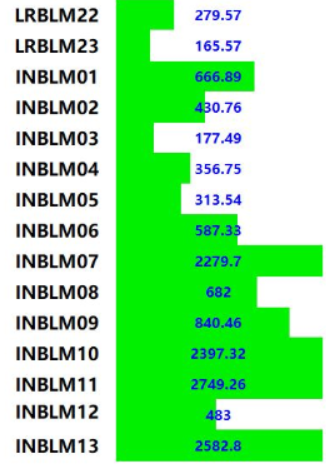 LRBLM22 279.57
LRBLM23 165.57
INBLM01 666.89
INBLM02 430.76
INBLM03 177.49
INBLM04 356.75
INBLM05 313.54
INBLM06 587.33
INBLM07 2279.7
INBLM08 682
INBLM09 840.46
INBLM10 2397.32
INBLM11 2749.26
INBLM12 483
INBLM13 2582.8